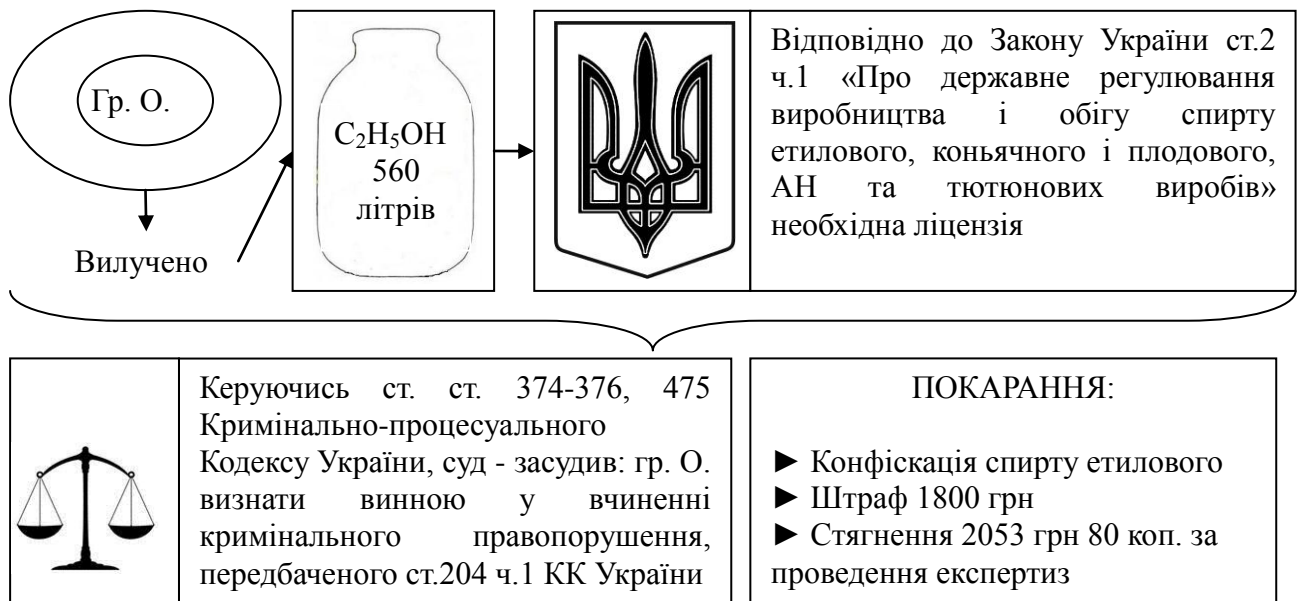 Гр. О.
Вилучено
C₂H₅OH
560
літрів
Відповідно до Закону України ст.2
ч.1 «Про державне регулювання
виробництва і обігу спирту
етилового, коньячного і плодового,
АН та тютюнових виробів»
необхідна ліцензія
Керуючись ст. ст. 374-376, 475
Кримінально-процесуального
Кодексу України, суд - засудив: гр. О.
визнати винною у вчиненні
кримінального правопорушення,
передбаченого ст.204 ч.1 КК України
ПОКАРАННЯ:
► Конфіскація спирту етилового
► Штраф 1800 грн
► Стягнення 2053 грн 80 коп. за
проведення експертиз